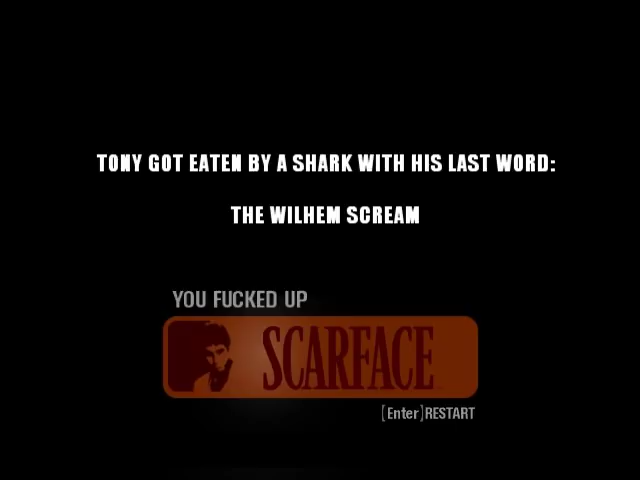 TONY GOT EATEN BY A SHARK WITH HIS LAST WORD:
THE WILHEM SCREAM
YOU FUCKED UP
SCARFACE
[Enter]RESTART